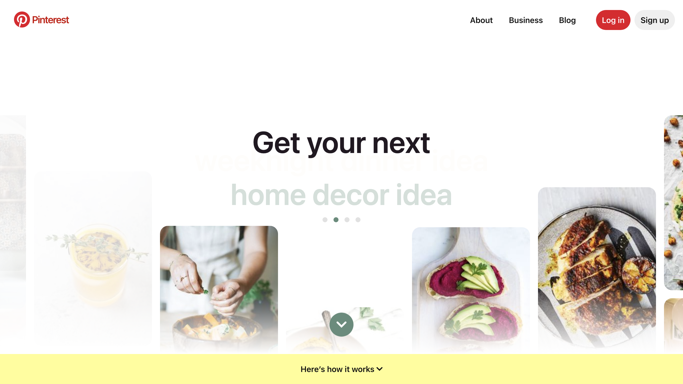 Pinterest
About
Business
Blog
Log in
Sign up
Get your next
home decor idea
Here's how it works